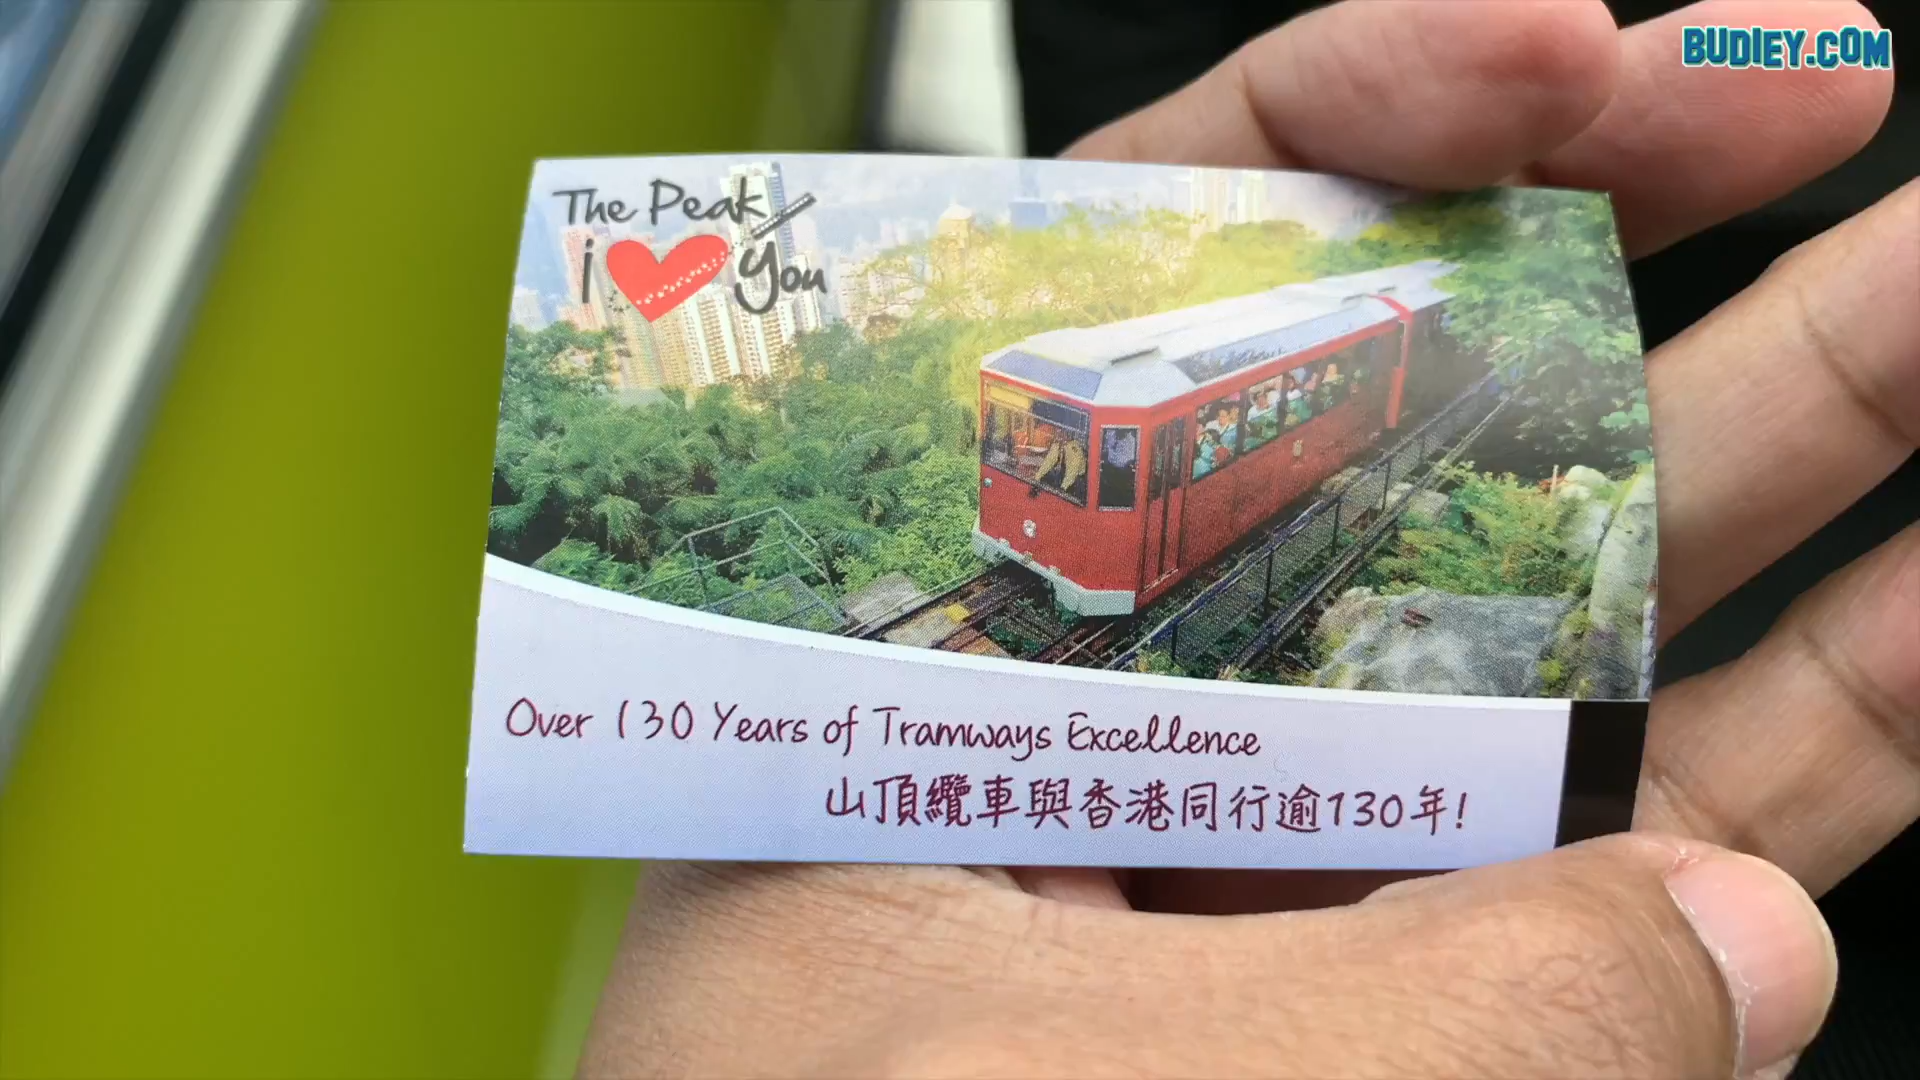 BUDIEY.COM
The Peak
i You
Over 130 Years of Tramways Excellence
山頂纜車與香港同行逾130年!